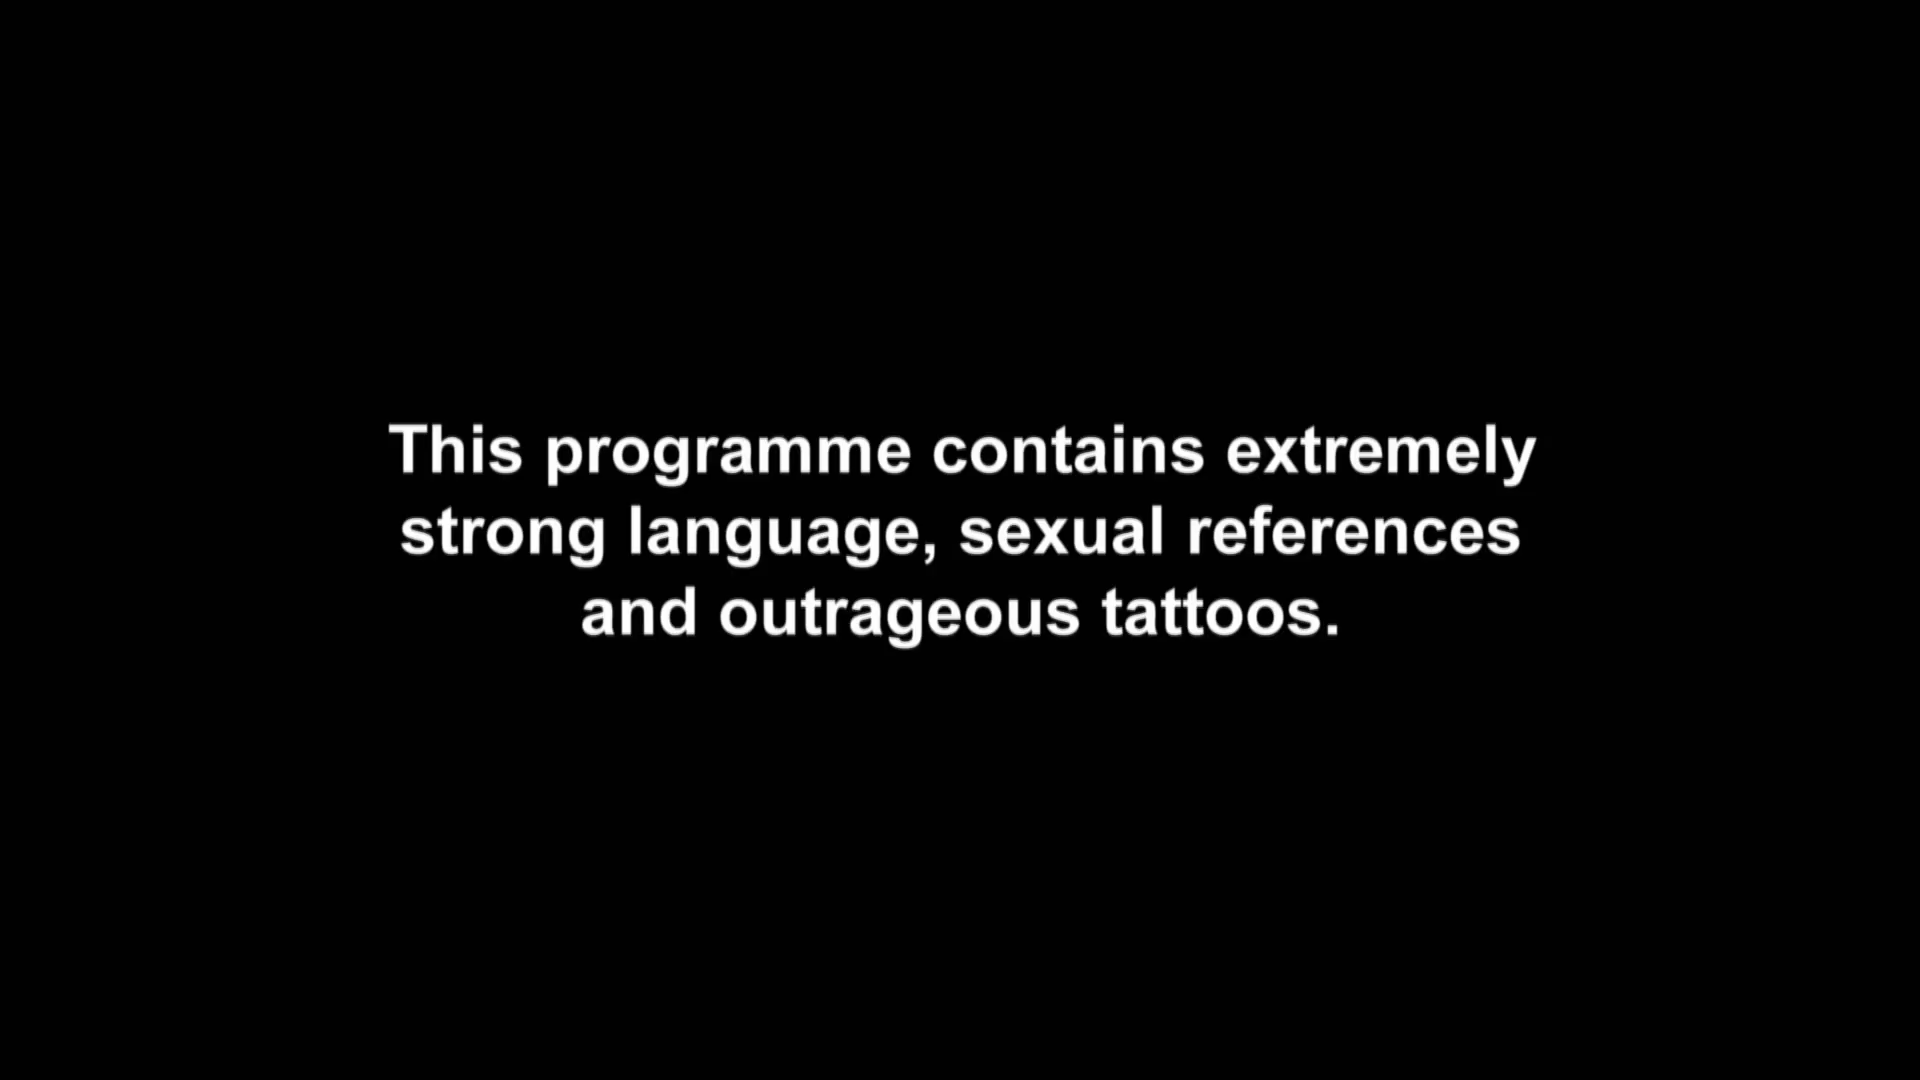 This programme contains extremely
strong language, sexual references
and outrageous tattoos.